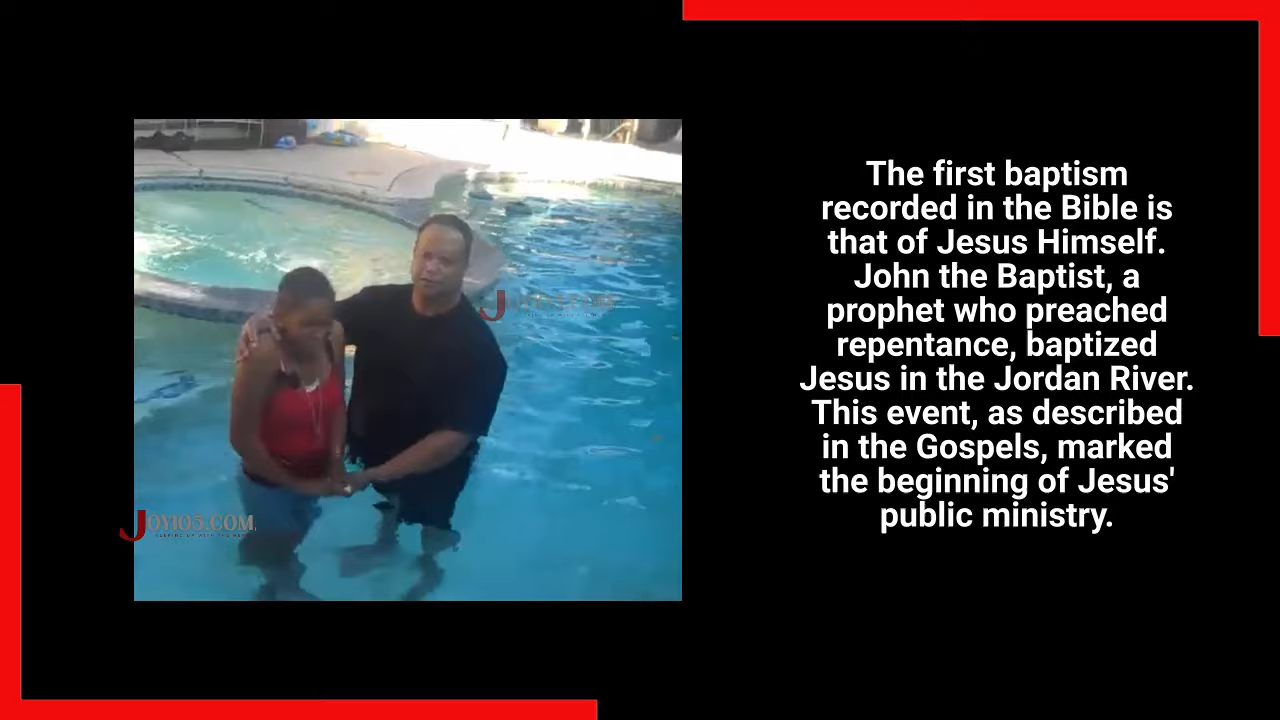 The first baptism
recorded in the Bible is
that of Jesus Himself.
John the Baptist, a
prophet who preached
repentance, baptized
Jesus in the Jordan River.
This event, as described
in the Gospels, marked
the beginning of Jesus'
public ministry.
JOY105.COM